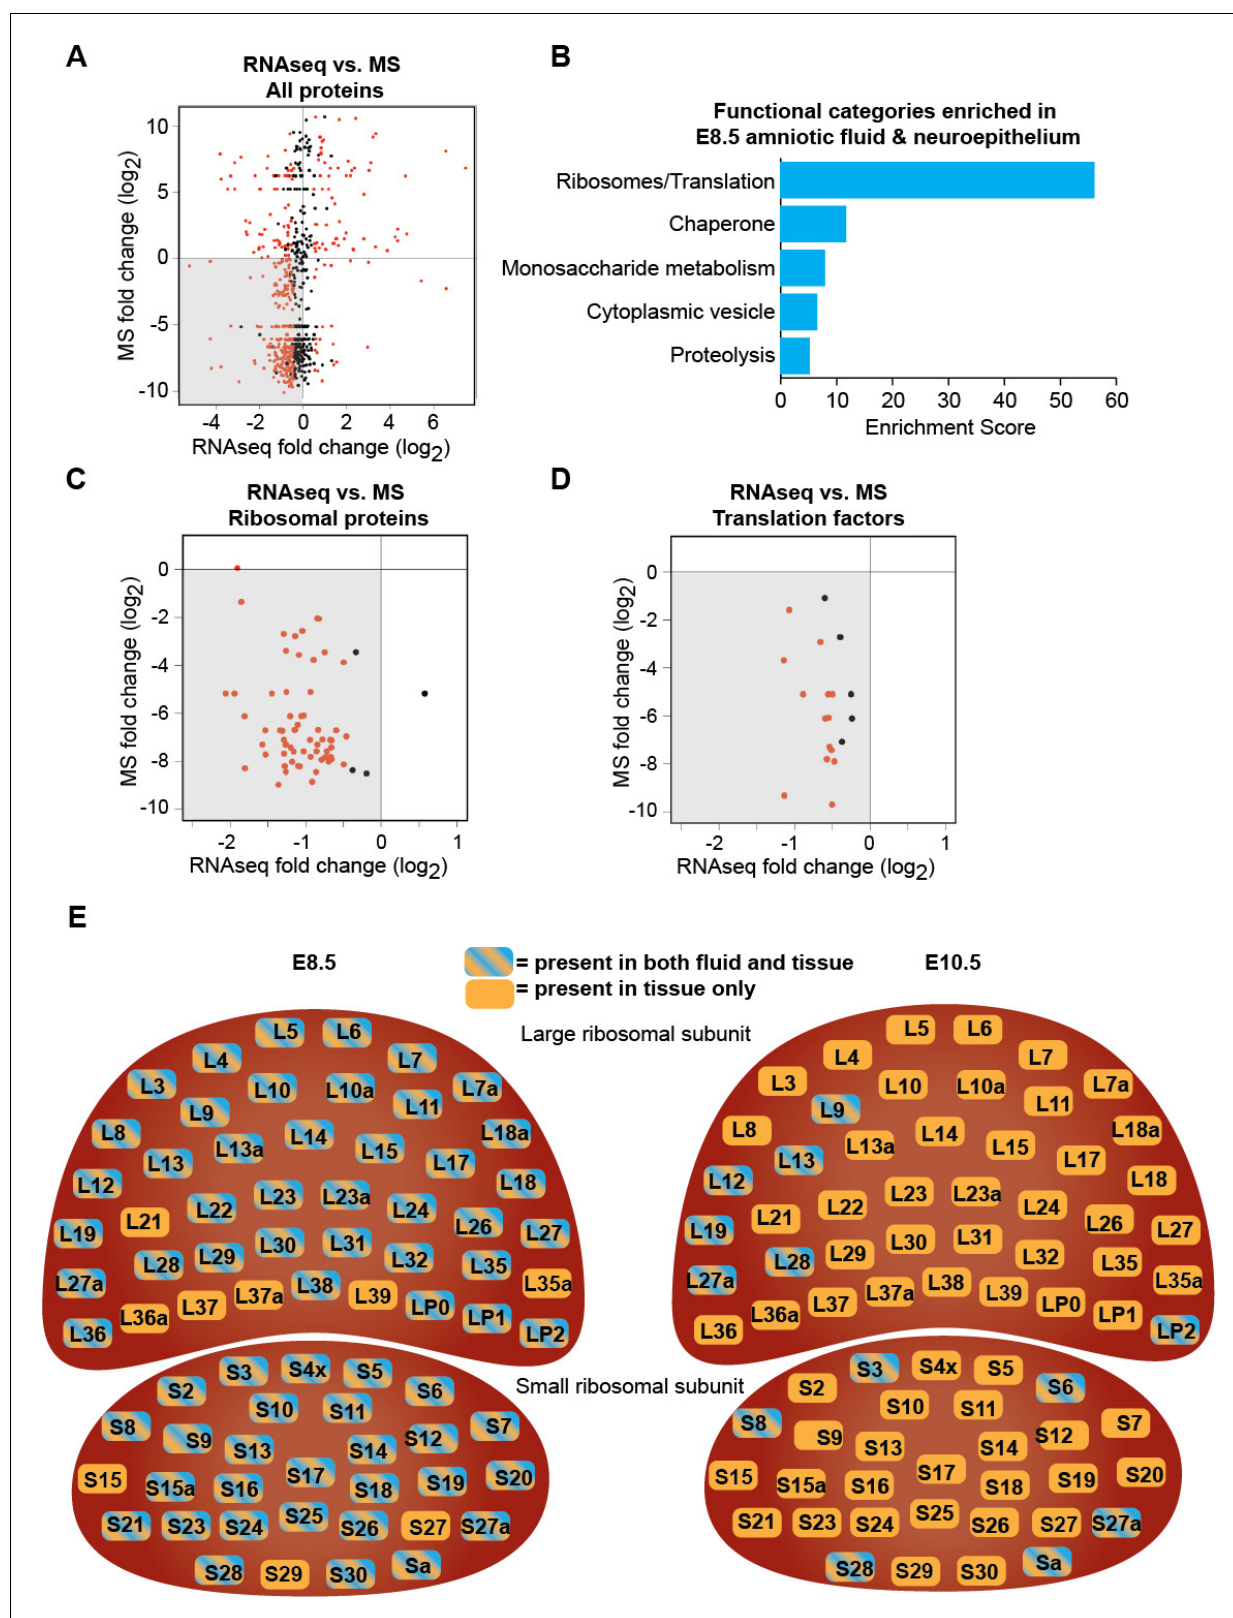 A
RNAseq vs. MS
All proteins
MS fold change (log2)
10
5
0
-5
-10
-4
-2
0
2
4
6
RNAseq fold change (log2)
B
Functional categories enriched in
E8.5 amniotic fluid & neuroepithelium
Ribosomes/Translation
Chaperone
Monosaccharide metabolism
Cytoplasmic vesicle
Proteolysis
0
10
20
30
40
50
60
Enrichment Score
C
RNAseq vs. MS
Ribosomal proteins
MS fold change (log2)
0
-2
-4
-6
-8
-10
-2
-1
0
1
RNAseq fold change (log2)
D
RNAseq vs. MS
Translation factors
MS fold change (log2)
0
-2
-4
-6
-8
-10
-2
-1
0
1
RNAseq fold change (log2)
E
E8.5
= present in both fluid and tissue
= present in tissue only
E10.5
Large ribosomal subunit
Small ribosomal subunit
L5 L6
L4 L7
L3 L10 L10a L7a
L9 L11
L8 L13a L14 L15 L18a
L13 L17
L12 L18
L22 L23 L23a L24
L19 L21 L26 L27
L28 L29 L30 L31 L32 L35
L27a L37a L38 L39 L35a
L36 L36a L37 LP0 LP1 LP2
S3 S4x S5
S2 S6
S8 S10 S11 S7
S9 S13 S14 S12
S15 S15a S16 S17 S18 S19 S20
S21 S23 S24 S25 S26 S27 S27a
S28 S29 S30 Sa
L5 L6
L4 L7
L3 L10 L10a L7a
L9 L11
L8 L13a L14 L15 L18a
L13 L17
L12 L18
L22 L23 L23a L24
L19 L21 L26 L27
L28 L29 L30 L31 L32 L35
L27a L37a L38 L39 L35a
L36 L36a L37 LP0 LP1 LP2
S3 S4x S5
S2 S6
S8 S10 S11 S7
S9 S13 S14 S12
S15 S15a S16 S17 S18 S19 S20
S21 S23 S24 S25 S26 S27 S27a
S28 S29 S30 Sa